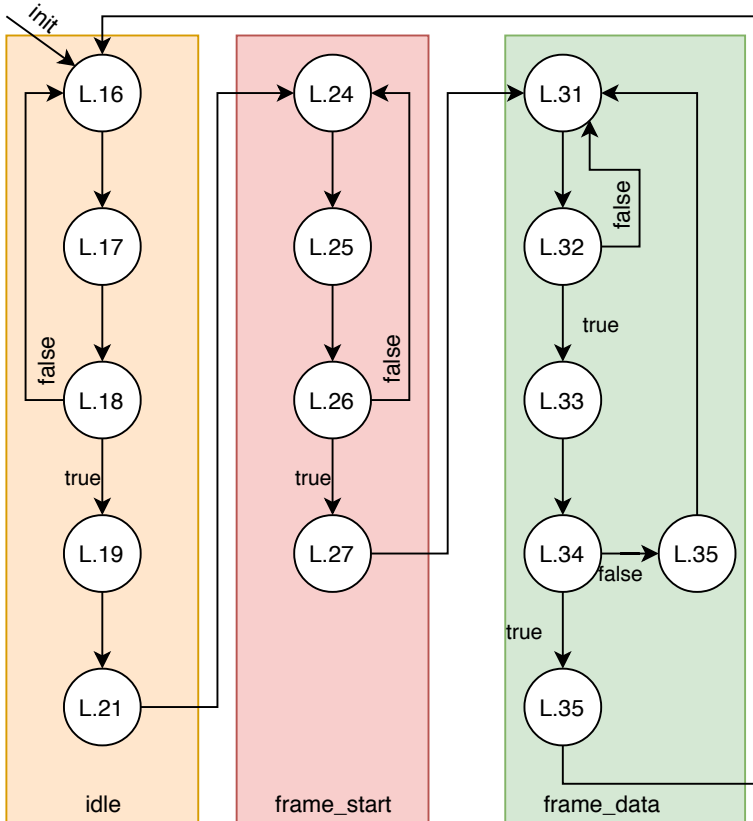 init
L.16
L.17
false
L.18
true
L.19
L.21
idle
L.24
L.25
false
L.26
true
L.27
frame_start
L.31
false
L.32
true
L.33
L.34
false
L.35
true
L.35
frame_data